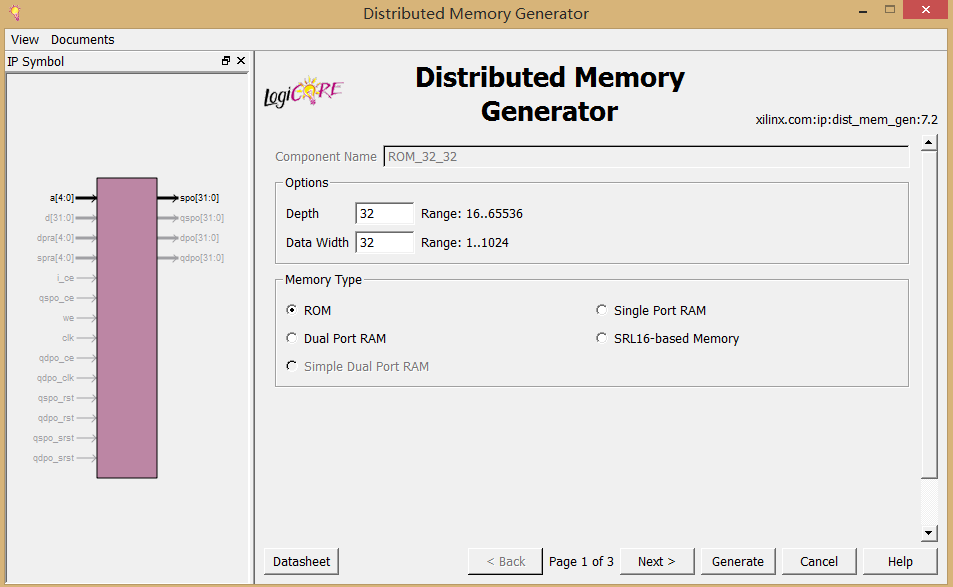 Distributed Memory Generator
View Documents
IP Symbol
a[4:0]
d[31:0]
dpra[4:0]
spra[4:0]
i_ce
qspo_ce
we
clk
qdpo_ce
qdpo_clk
qspo_rst
qdpo_rst
qspo_srst
qdpo_srst
spo[31:0]
qspo[31:0]
dpo[31:0]
qdpo[31:0]
LogiCORE
Distributed Memory
Generator
xilinx.com:ip:dist_mem_gen:7.2
Component Name ROM_32_32
Options
Depth 32 Range: 16..65536
Data Width 32 Range: 1..1024
Memory Type
ROM Single Port RAM
Dual Port RAM SRL16-based Memory
Simple Dual Port RAM
Datasheet < Back Page 1 of 3 Next > Generate Cancel Help